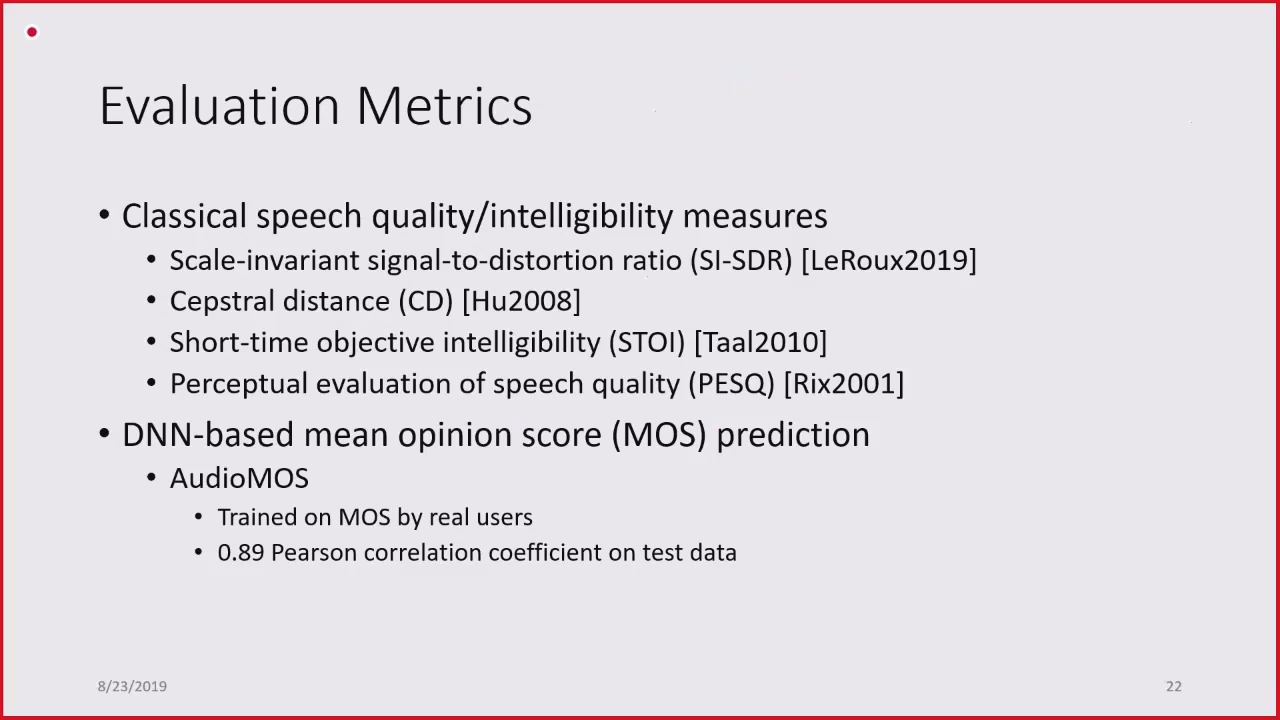 Evaluation Metrics
• Classical speech quality/intelligibility measures
• Scale-invariant signal-to-distortion ratio (SI-SDR) [LeRoux2019]
• Cepstral distance (CD) [Hu2008]
• Short-time objective intelligibility (STOI) [Taal2010]
• Perceptual evaluation of speech quality (PESQ) [Rix2001]
• DNN-based mean opinion score (MOS) prediction
• AudioMOS
• Trained on MOS by real users
• 0.89 Pearson correlation coefficient on test data
8/23/2019
22